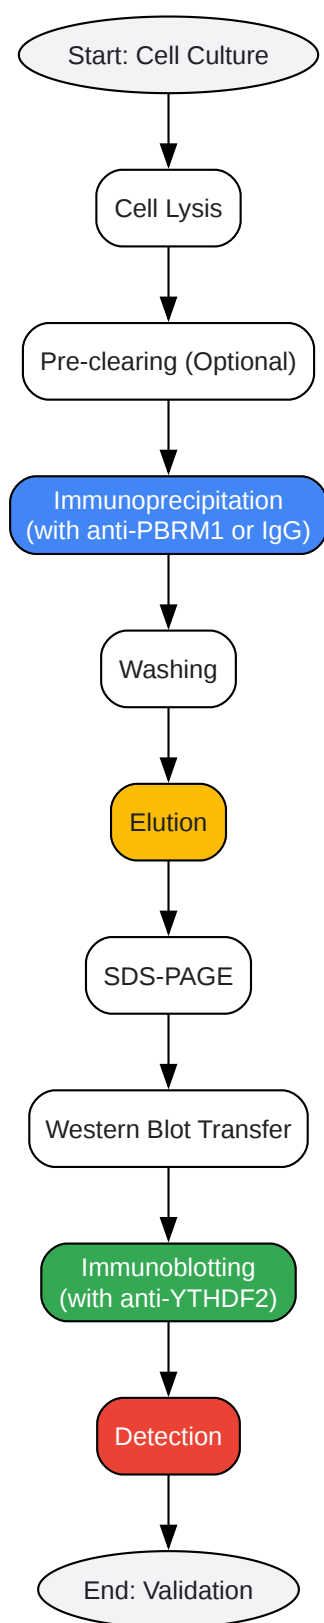 Start: Cell Culture
Cell Lysis
Pre-clearing (Optional)
Immunoprecipitation
(with anti-PBRM1 or IgG)
Washing
Elution
SDS-PAGE
Western Blot Transfer
Immunoblotting
(with anti-YTHDF2)
Detection
End: Validation